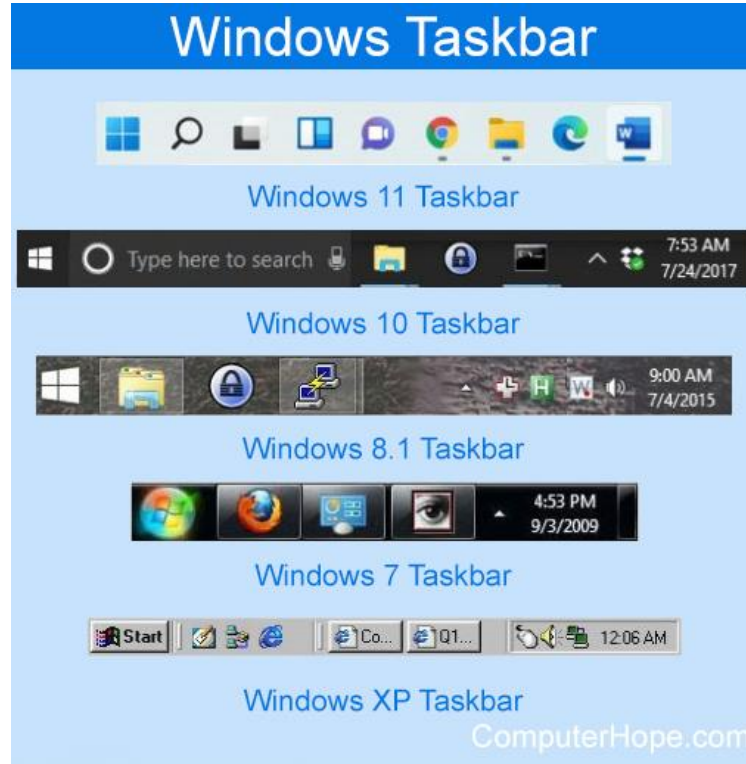 Windows Taskbar
Windows 11 Taskbar
Type here to search
7:53 AM
7/24/2017
Windows 10 Taskbar
H W
9:00 AM
7/4/2015
Windows 8.1 Taskbar
4:53 PM
9/3/2009
Windows 7 Taskbar
Start Co... Q1... 12:06 AM
Windows XP Taskbar
ComputerHope.com